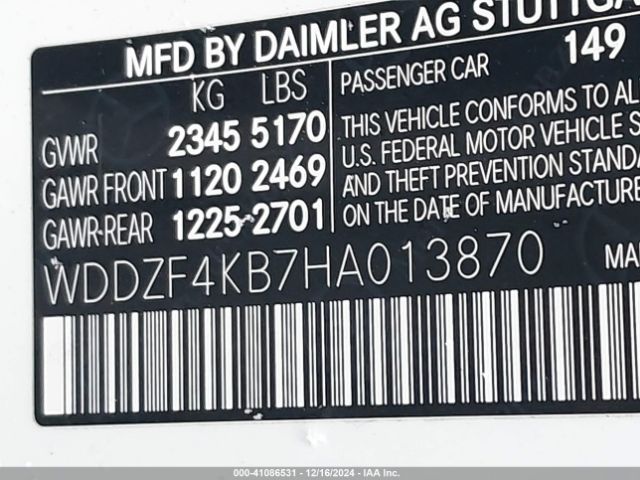 MFD BY DAIMLER AG STUTTGA
KG LBS
GVWR 2345 5170
GAWR FRONT 1120 2469
GAWR-REAR 1225-2701
PASSENGER CAR 149
THIS VEHICLE CONFORMS TO AL
U.S. FEDERAL MOTOR VEHICLE S
AND THEFT PREVENTION STANDA
ON THE DATE OF MANUFACTURE
WDDZF4KB7HA013870 MA
000-41086531 - 12/16/2024 - IAA Inc.